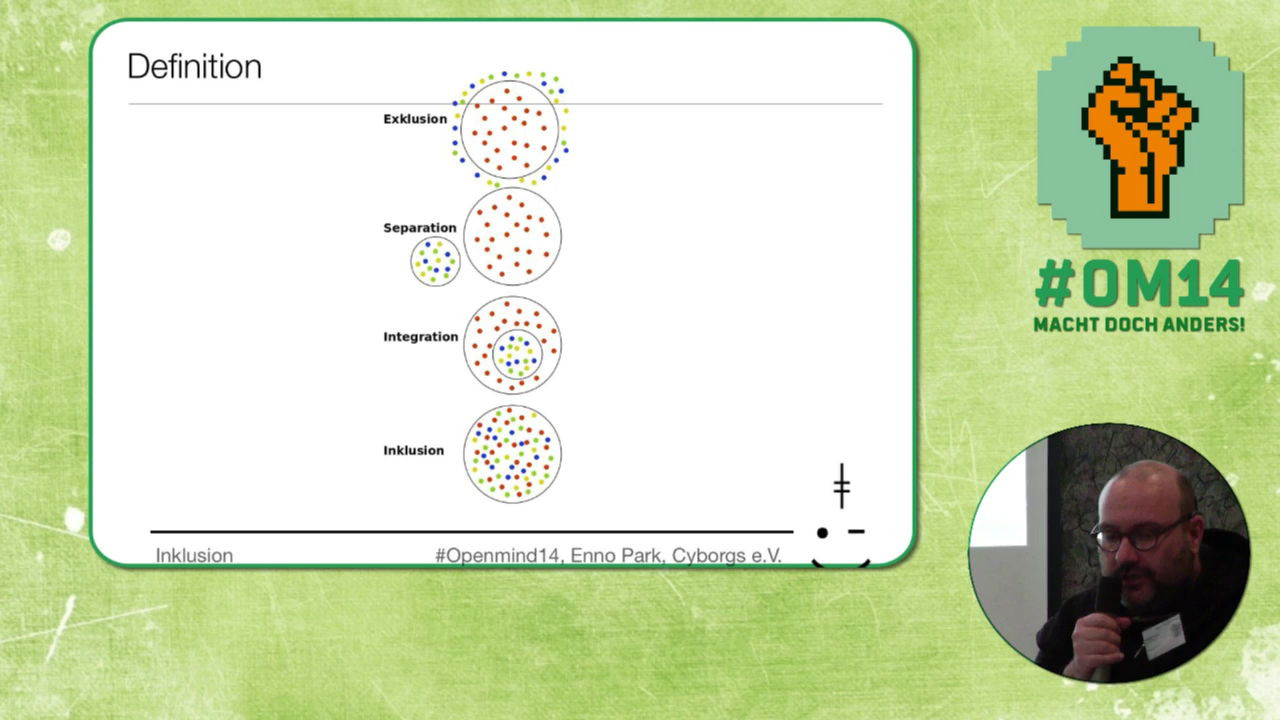 Definition
Exklusion
Separation
Integration
Inklusion
Inklusion
#Openmind14, Enno Park, Cyborgs e.V.
#OM14
MACHT DOCH ANDERS!